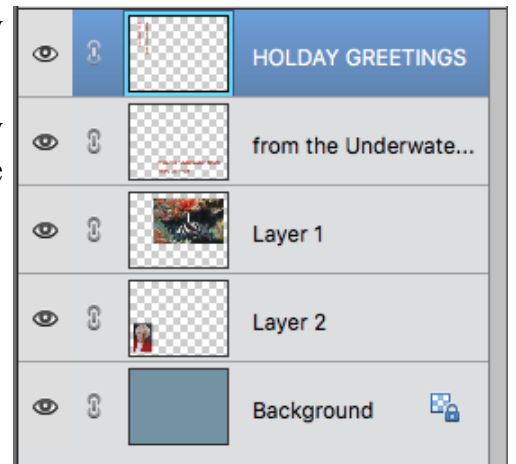 HOLDAY GREETINGS
from the Underwate...
Layer 1
Layer 2
Background